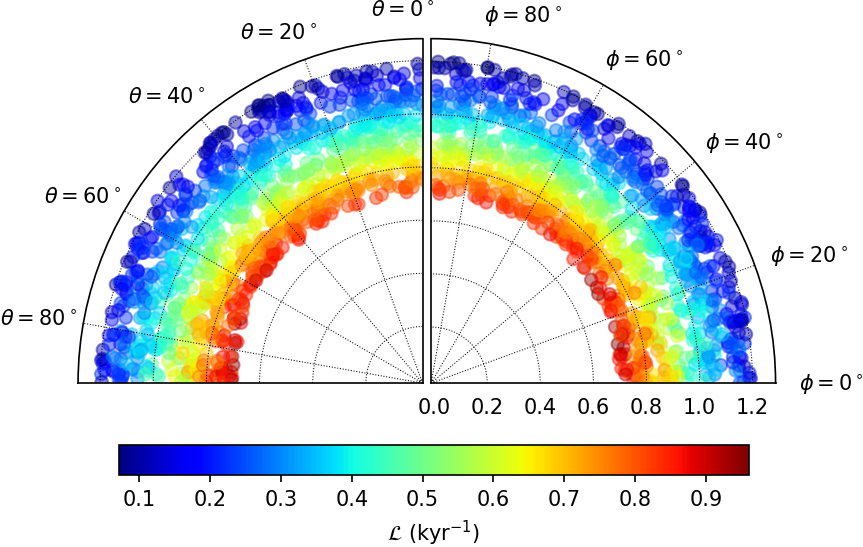 θ = 0°
ϕ = 80°
θ = 20°
ϕ = 60°
θ = 40°
ϕ = 40°
θ = 60°
ϕ = 20°
θ = 80°
ϕ = 0°
0.0 0.2 0.4 0.6 0.8 1.0 1.2
0.1 0.2 0.3 0.4 0.5 0.6 0.7 0.8 0.9
ℒ (kyr⁻¹)